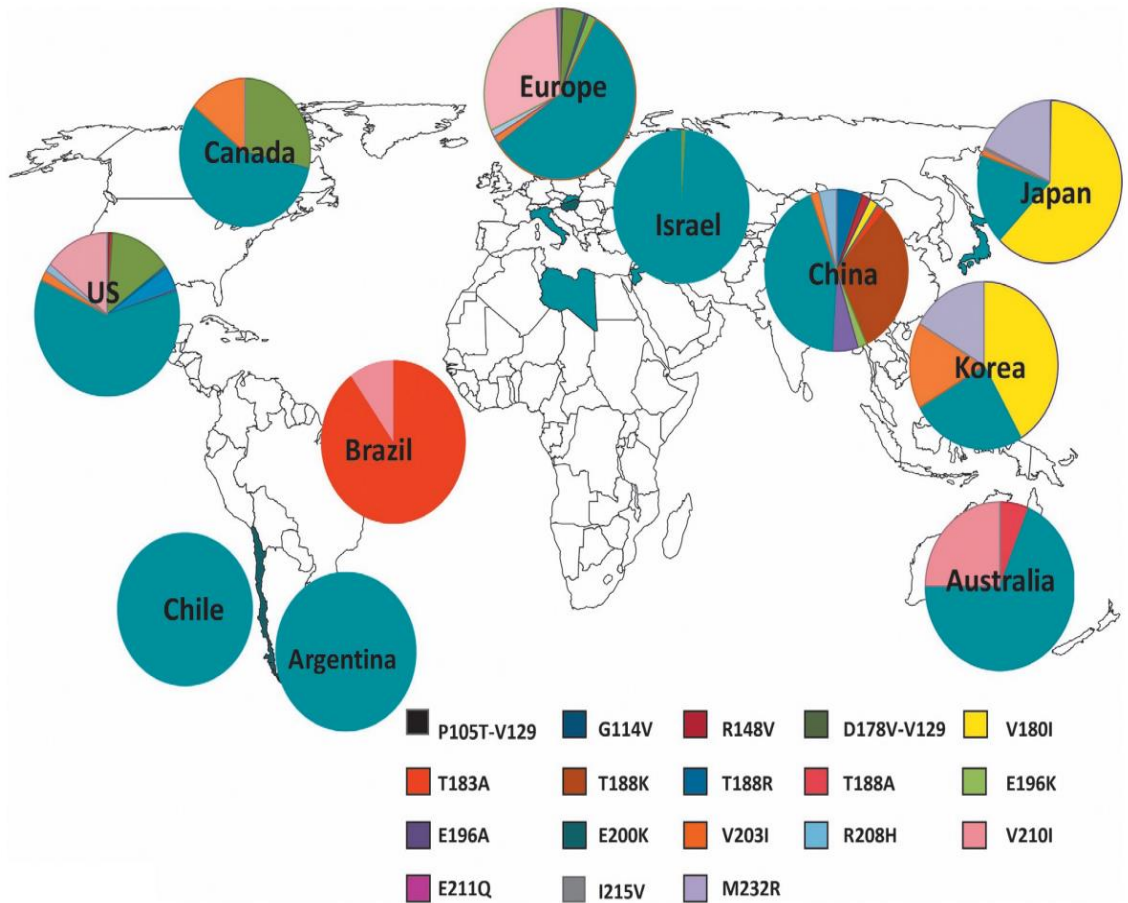 Europe
Canada
Israel
Japan
US
China
Korea
Brazil
Australia
Chile
Argentina
P105T-V129 G114V R148V D178V-V129 V180I
T183A T188K T188R T188A E196K
E196A E200K V203I R208H V210I
E211Q I215V M232R